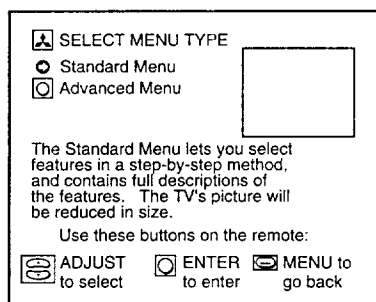 SELECT MENU TYPE
Standard Menu
Advanced Menu
The Standard Menu lets you select
features in a step-by-step method,
and contains full descriptions of
the features. The TV's picture will
be reduced in size.
Use these buttons on the remote:
ADJUST ENTER MENU to
to select to enter go back